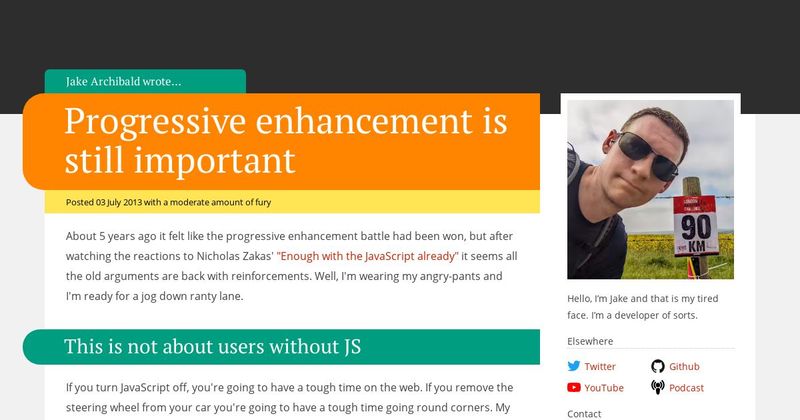 Jake Archibald wrote...
Progressive enhancement is
still important
Posted 03 July 2013 with a moderate amount of fury
About 5 years ago it felt like the progressive enhancement battle had been won, but after
watching the reactions to Nicholas Zakas' "Enough with the JavaScript already" it seems all
the old arguments are back with reinforcements. Well, I'm wearing my angry-pants and
I'm ready for a jog down ranty lane.
This is not about users without JS
If you turn JavaScript off, you're going to have a tough time on the web. If you remove the
steering wheel from your car you're going to have a tough time going round corners. My
LONDON
90
KM
Hello, I'm Jake and that is my tired
face. I'm a developer of sorts.
Elsewhere
Twitter
Github
YouTube
Podcast
Contact